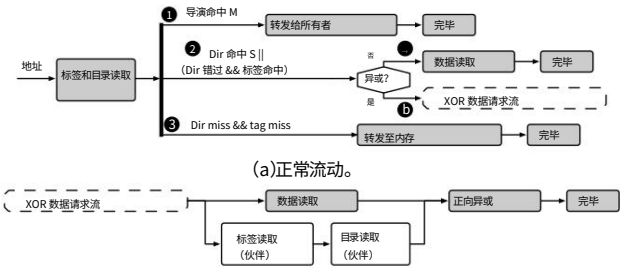 ❶ 导演命中 M
转发给所有者
完毕
地址
标签和目录读取
❷ Dir 命中 S ||
（Dir 错过 && 标签命中）
异或？
否
数据读取
完毕
是
b
XOR 数据请求流
❸ Dir miss && tag miss
转发至内存
完毕
(a)正常流动。
XOR 数据请求流
数据读取
正向异或
完毕
标签读取
（伙伴）
目录读取
（伙伴）